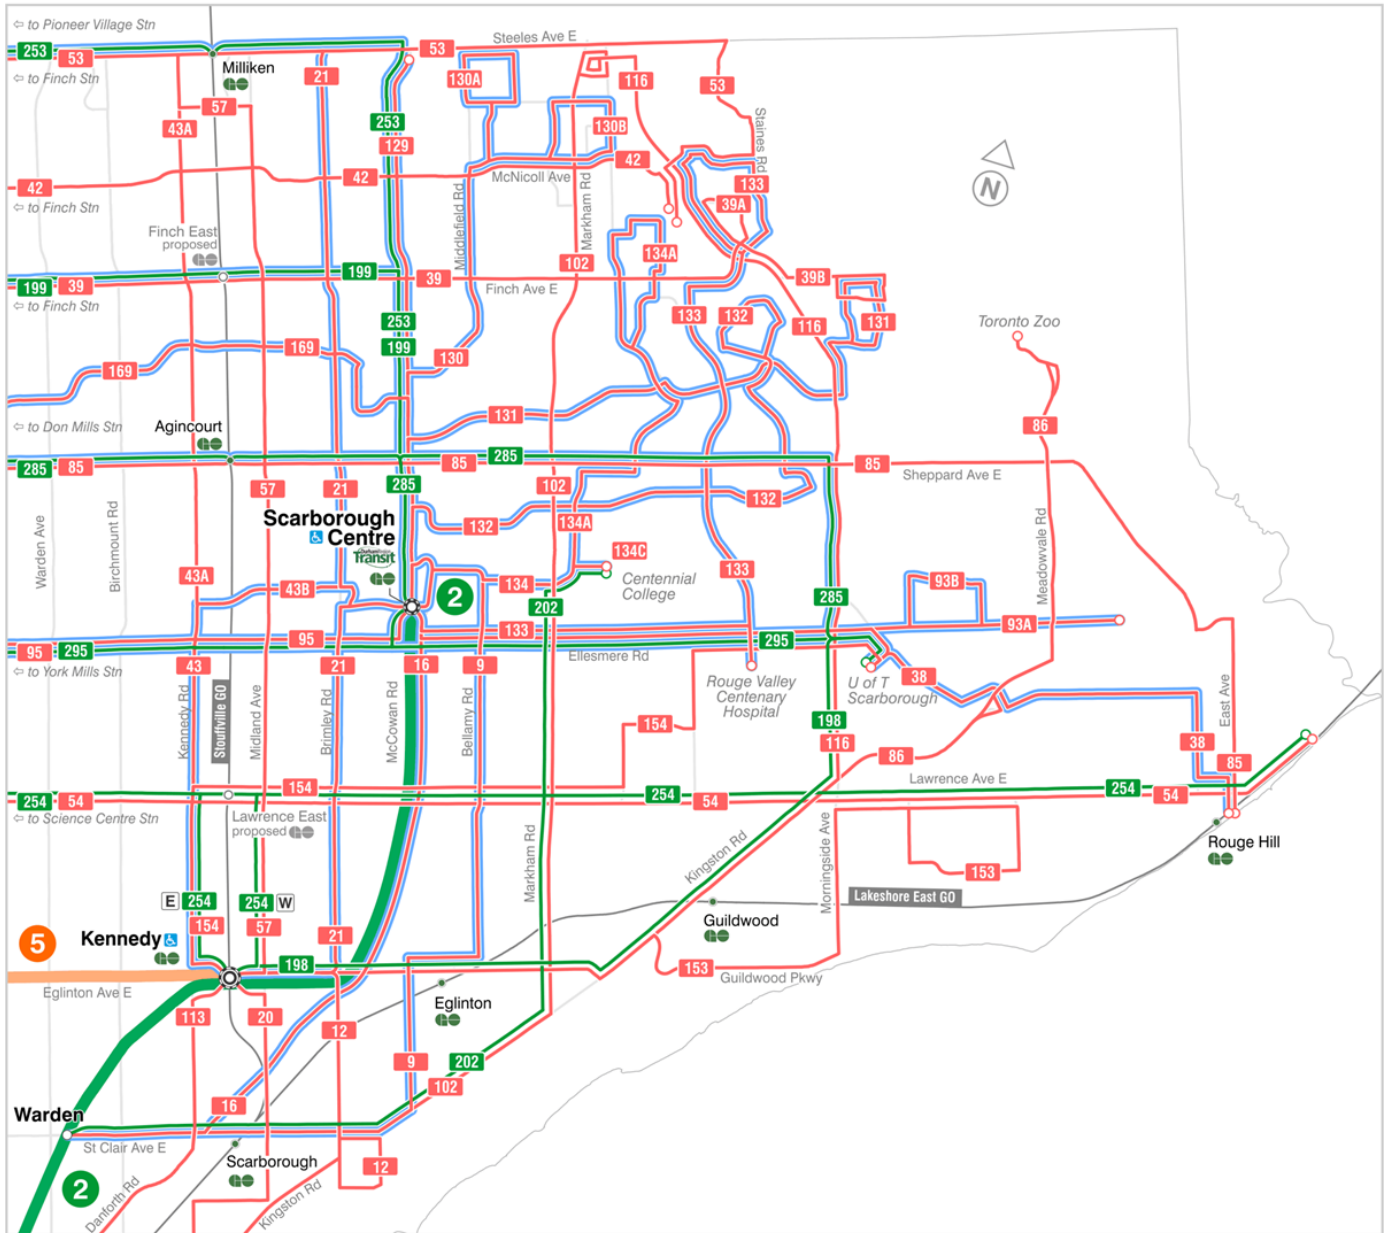 ⇦ to Pioneer Village Stn
253
53
⇦ to Finch Stn
Milliken
21
53
Steeles Ave E
130A
116
53
57
43A
253
129
130B
Staines Rd
42
42
42
McNicoll Ave
133
39A
⇦ to Finch Stn
Middlefield Rd
Markham Rd
Finch East
proposed
134A
N
199
39
199
39
Finch Ave E
102
39B
⇦ to Finch Stn
253
199
133
132
116
131
Toronto Zoo
169
169
130
131
86
⇦ to Don Mills Stn
Agincourt
285
85
285
85
85
Sheppard Ave E
57
21
285
102
132
132
Scarborough
Centre
Durham Region
Transit
134A
134C
Warden Ave
Birchmount Rd
43A
43B
2
134
Centennial
College
133
93B
Meadowvale Rd
202
285
95
133
93A
95
295
295
Ellesmere Rd
⇦ to York Mills Stn
43
21
16
9
Rouge Valley
Centenary
Hospital
U of T
Scarborough
38
Kennedy Rd
Stouffville GO
Midland Ave
Brimley Rd
McCowan Rd
Bellamy Rd
East Ave
154
198
116
86
38
85
154
254
54
254
54
Lawrence Ave E
254
54
⇦ to Science Centre Stn
Lawrence East
proposed
Rouge Hill
Markham Rd
Kingston Rd
Morningside Ave
153
Lakeshore East GO
E
254
254
W
154
57
21
Guildwood
5
Kennedy
198
153
Guildwood Pkwy
Eglinton Ave E
Eglinton
113
20
12
9
202
102
16
Warden
St Clair Ave E
Scarborough
12
2
Danforth Rd
Kingston Rd